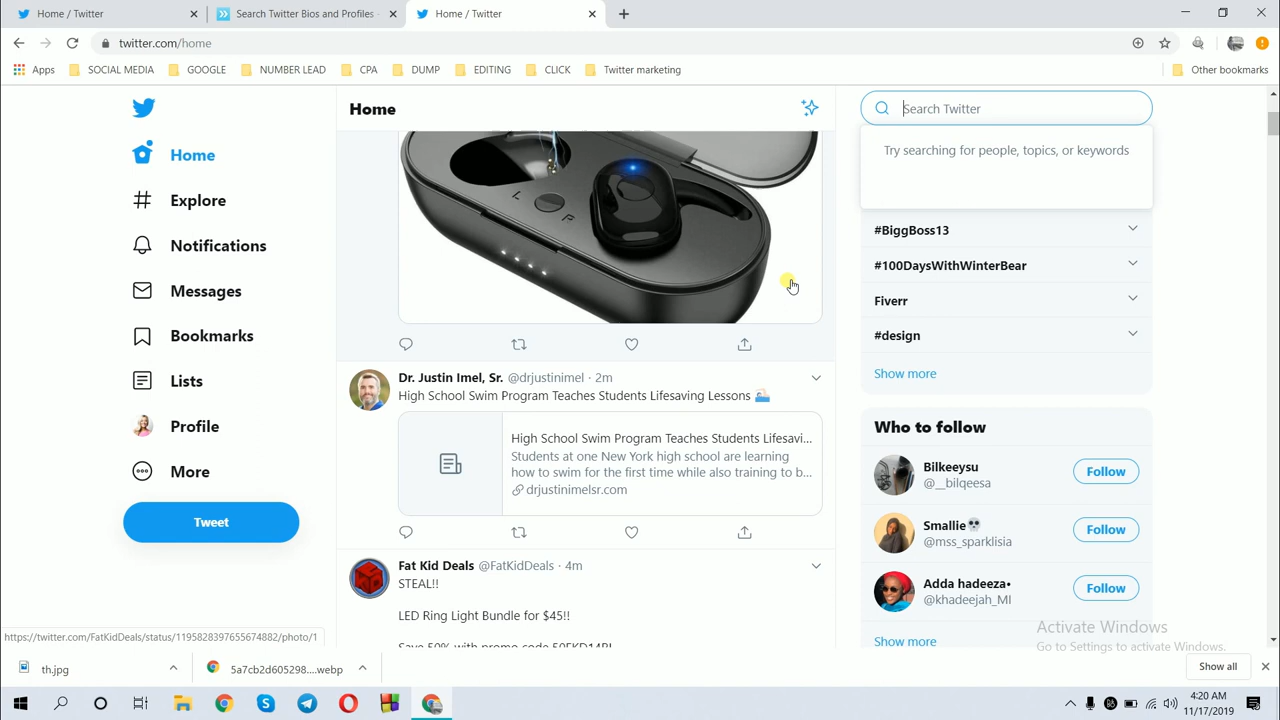 Home / Twitter
Search Twitter Bios and Profiles
Home / Twitter
twitter.com/home
Apps
SOCIAL MEDIA
GOOGLE
NUMBER LEAD
CPA
DUMP
EDITING
CLICK
Twitter marketing
Other bookmarks
Home
Explore
Notifications
Messages
Bookmarks
Lists
Profile
More
Tweet
Home
L
Dr. Justin Imel, Sr. @drjustinimel · 2m
High School Swim Program Teaches Students Lifesaving Lessons 🏊
High School Swim Program Teaches Students Lifesavi...
Students at one New York high school are learning
how to swim for the first time while also training to b...
drjustinimelsr.com
Fat Kid Deals @FatKidDeals · 4m
STEAL!!
LED Ring Light Bundle for $45!!
Save 50% with promo code 50FKD14B!
Search Twitter
Try searching for people, topics, or keywords
#BiggBoss13
#100DaysWithWinterBear
Fiverr
#design
Show more
Who to follow
Bilkeeysu
@__bilqeesa
Follow
Smallie💀
@mss_sparklisia
Follow
Adda hadeeza•
@khadeejah_MI
Follow
Show more
Activate Windows
Go to Settings to activate Windows.
https://twitter.com/FatKidDeals/status/1195828397655674882/photo/1
th.jpg
5a7cb2d605298....webp
Show all
4:20 AM
11/17/2019